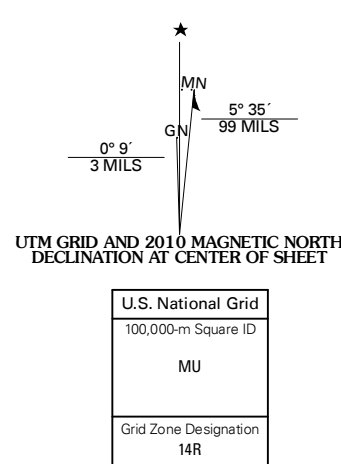 MN
GN
5° 35´
99 MILS
0° 9´
3 MILS
UTM GRID AND 2010 MAGNETIC NORTH
DECLINATION AT CENTER OF SHEET
U.S. National Grid
100,000-m Square ID
MU
Grid Zone Designation
14R